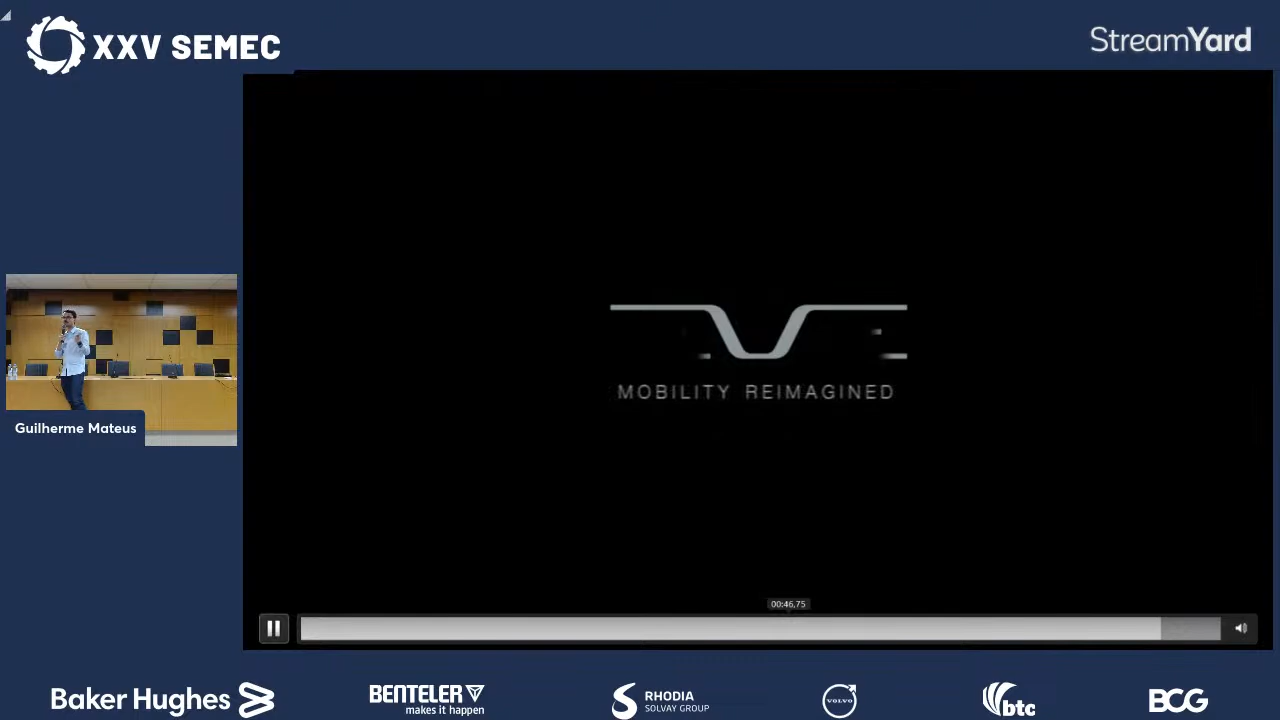 XXV SEMEC
StreamYard
MOBILITY REIMAGINED
Guilherme Mateus
00:46,75
Baker Hughes
BENTELER
makes it happen
RHODIA
SOLVAY GROUP
VOLVO
btc
BCG